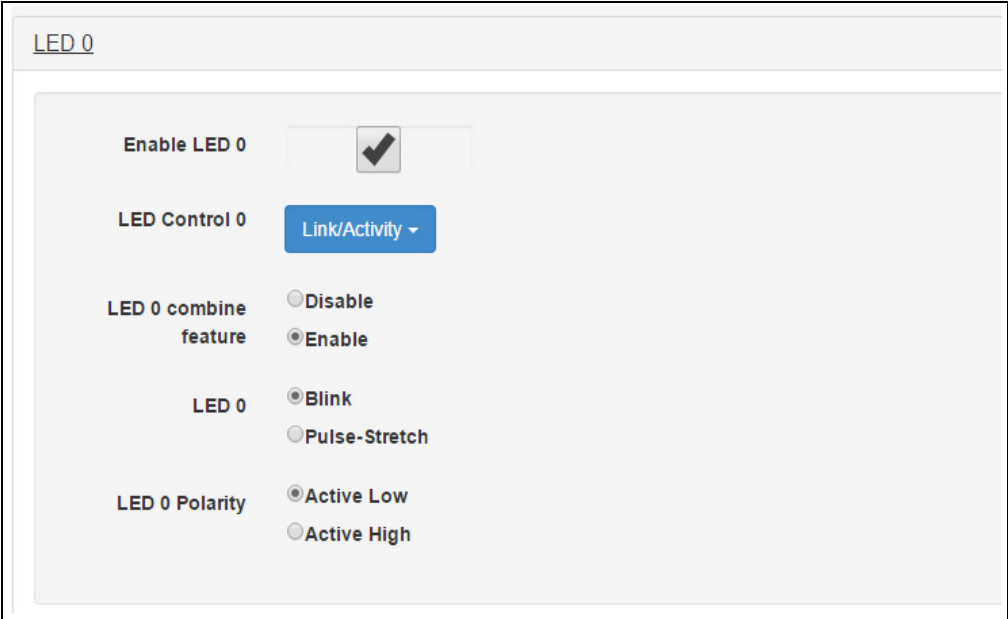 LED 0
Enable LED 0
LED Control 0
Link/Activity
LED 0 combine
feature
Disable
Enable
LED 0
Blink
Pulse-Stretch
LED 0 Polarity
Active Low
Active High